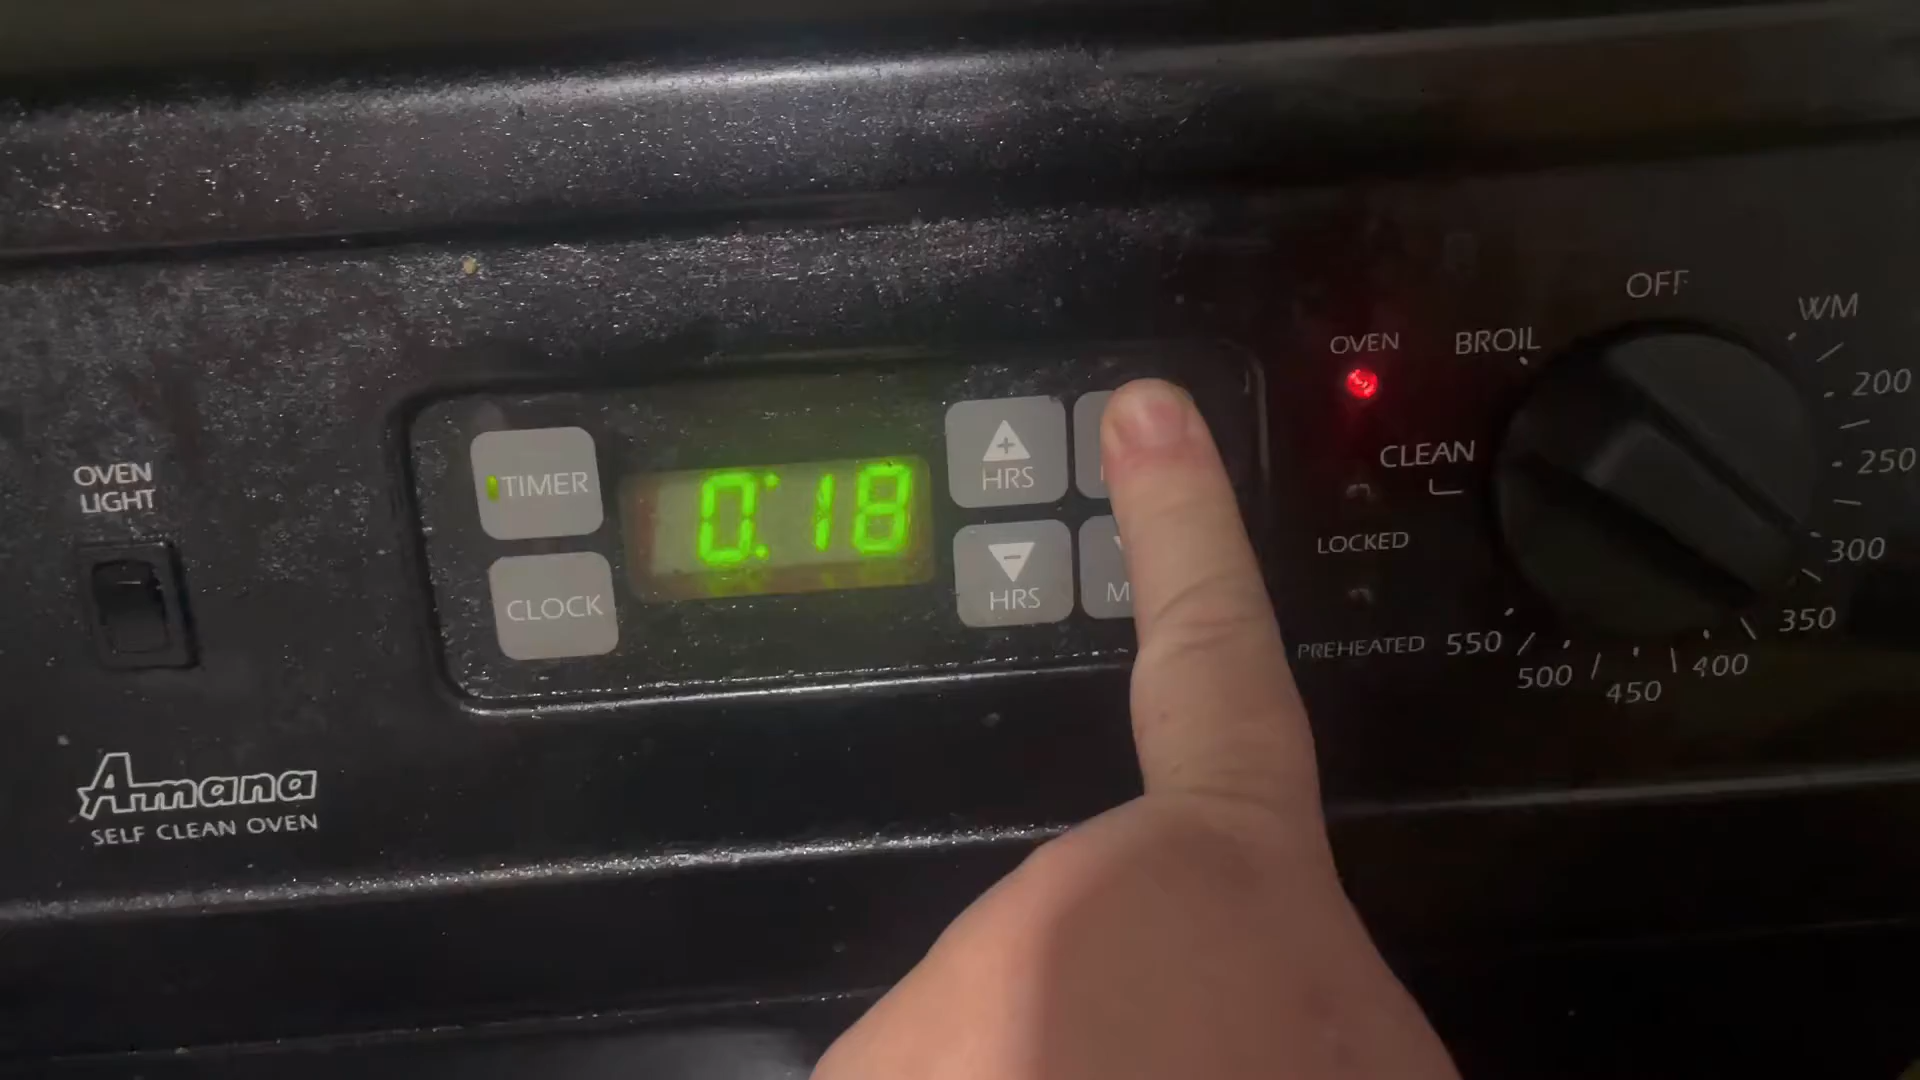 OVEN
LIGHT
TIMER
CLOCK
0:18
+
HRS
-
HRS
OVEN
CLEAN
LOCKED
PREHEATED
OFF
BROIL
WM
200
250
300
350
400
450
500
550
Amana
SELF CLEAN OVEN